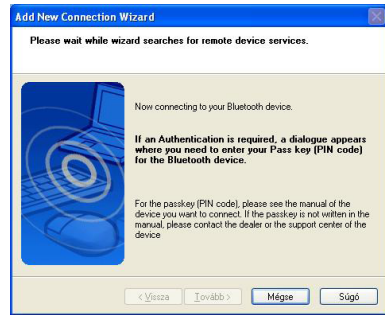 Add New Connection Wizard
Please wait while wizard searches for remote device services.
Now connecting to your Bluetooth device.
If an Authentication is required, a dialogue appears
where you need to enter your Pass key (PIN code)
for the Bluetooth device.
For the passkey (PIN code), please see the manual of the
device you want to connect. If the passkey is not written in the
manual, please contact the dealer or the support center of the
device
< Vissza Tovább > Mégse Súgó